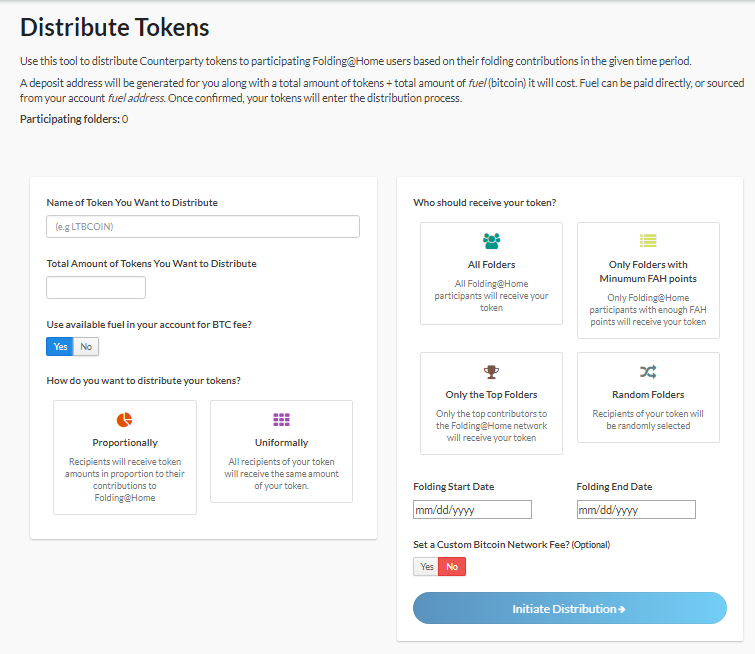 Distribute Tokens
Use this tool to distribute Counterparty tokens to participating Folding@Home users based on their folding contributions in the given time period.
A deposit address will be generated for you along with a total amount of tokens + total amount of fuel (bitcoin) it will cost. Fuel can be paid directly, or sourced
from your account fuel address. Once confirmed, your tokens will enter the distribution process.
Participating folders: 0
Name of Token You Want to Distribute
(e.g LTBCOIN)
Total Amount of Tokens You Want to Distribute
Use available fuel in your account for BTC fee?
Yes No
How do you want to distribute your tokens?
Proportionally
Recipients will receive token
amounts in proportion to their
contributions to
Folding@Home
Uniformally
All recipients of your token
will receive the same amount
of your token.
Who should receive your token?
All Folders
All Folding@Home
participants will receive your
token
Only Folders with
Minumum FAH points
Only Folding@Home
participants with enough FAH
points will receive your token
Only the Top Folders
Only the top contributors to
the Folding@Home network
will receive your token
Random Folders
Recipients of your token will
be randomly selected
Folding Start Date
mm/dd/yyyy
Folding End Date
mm/dd/yyyy
Set a Custom Bitcoin Network Fee? (Optional)
Yes No
Initiate Distribution